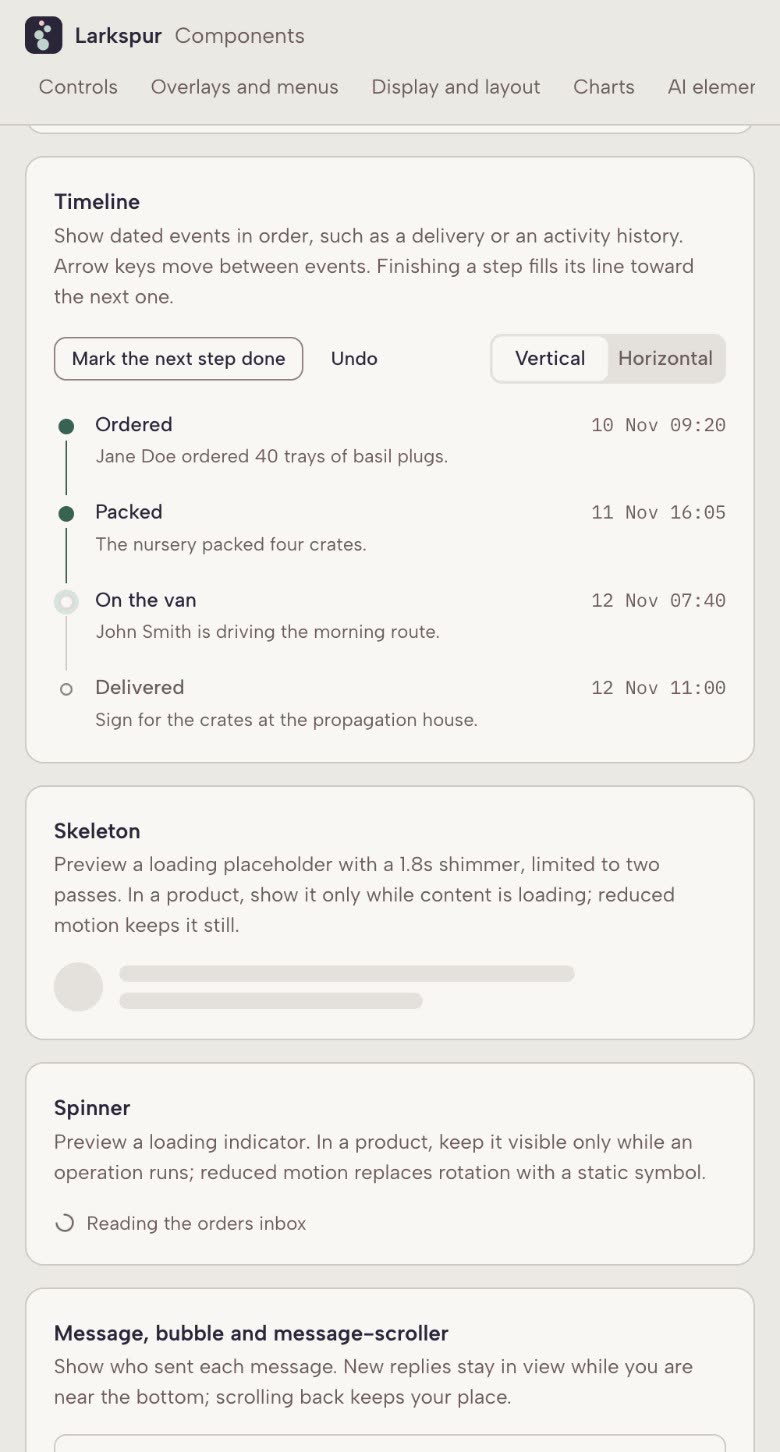 Larkspur Components
Controls Overlays and menus Display and layout Charts AI elemer
Timeline
Show dated events in order, such as a delivery or an activity history.
Arrow keys move between events. Finishing a step fills its line toward
the next one.
Mark the next step done Undo Vertical Horizontal
Ordered 10 Nov 09:20
Jane Doe ordered 40 trays of basil plugs.
Packed 11 Nov 16:05
The nursery packed four crates.
On the van 12 Nov 07:40
John Smith is driving the morning route.
Delivered 12 Nov 11:00
Sign for the crates at the propagation house.
Skeleton
Preview a loading placeholder with a 1.8s shimmer, limited to two
passes. In a product, show it only while content is loading; reduced
motion keeps it still.
Spinner
Preview a loading indicator. In a product, keep it visible only while an
operation runs; reduced motion replaces rotation with a static symbol.
Reading the orders inbox
Message, bubble and message-scroller
Show who sent each message. New replies stay in view while you are
near the bottom; scrolling back keeps your place.